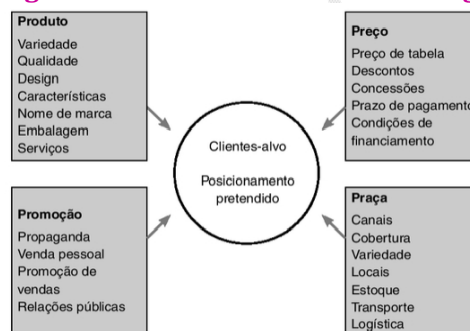 Produto
Variedade
Qualidade
Design
Características
Nome de marca
Embalagem
Serviços
Preço
Preço de tabela
Descontos
Concessões
Prazo de pagamento
Condições de
financiamento
Clientes-alvo
Posicionamento
pretendido
Promoção
Propaganda
Venda pessoal
Promoção de
vendas
Relações públicas
Praça
Canais
Cobertura
Variedade
Locais
Estoque
Transporte
Logística